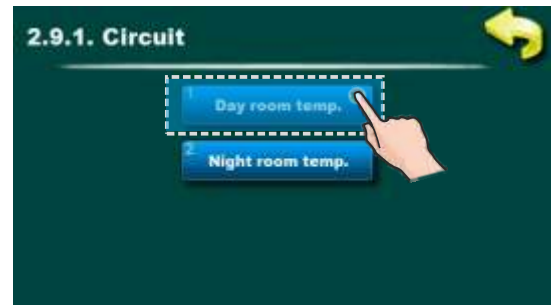 2.9.1. Circuit
1
Day room temp.
2
Night room temp.